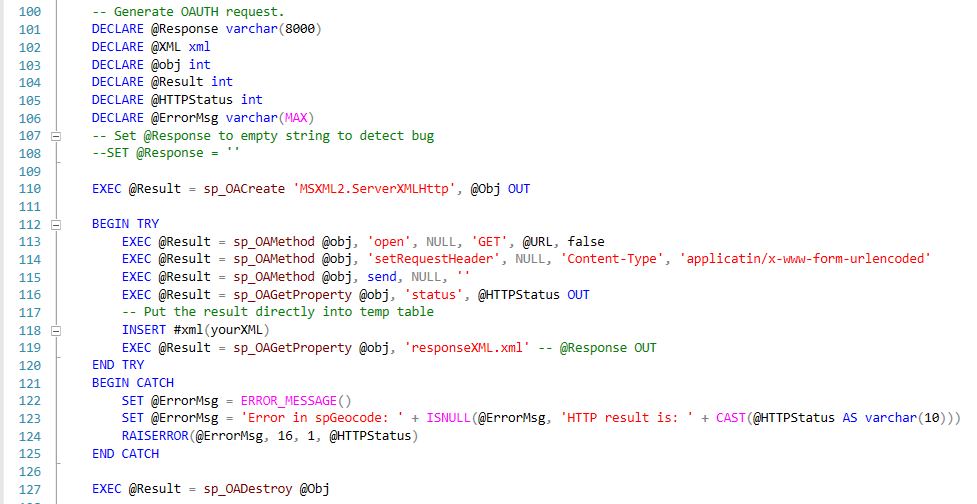 100 -- Generate OAUTH request.
101 DECLARE @Response varchar(8000)
102 DECLARE @XML xml
103 DECLARE @obj int
104 DECLARE @Result int
105 DECLARE @HTTPStatus int
106 DECLARE @ErrorMsg varchar(MAX)
107 -- Set @Response to empty string to detect bug
108 --SET @Response = ''
109
110 EXEC @Result = sp_OACreate 'MSXML2.ServerXMLHttp', @Obj OUT
111
112 BEGIN TRY
113 EXEC @Result = sp_OAMethod @obj, 'open', NULL, 'GET', @URL, false
114 EXEC @Result = sp_OAMethod @obj, 'setRequestHeader', NULL, 'Content-Type', 'applicatin/x-www-form-urlencoded'
115 EXEC @Result = sp_OAMethod @obj, send, NULL, ''
116 EXEC @Result = sp_OAGetProperty @obj, 'status', @HTTPStatus OUT
117 -- Put the result directly into temp table
118 INSERT #xml(yourXML)
119 EXEC @Result = sp_OAGetProperty @obj, 'responseXML.xml' -- @Response OUT
120 END TRY
121 BEGIN CATCH
122 SET @ErrorMsg = ERROR_MESSAGE()
123 SET @ErrorMsg = 'Error in spGeocode: ' + ISNULL(@ErrorMsg, 'HTTP result is: ' + CAST(@HTTPStatus AS varchar(10)))
124 RAISERROR(@ErrorMsg, 16, 1, @HTTPStatus)
125 END CATCH
126
127 EXEC @Result = sp_OADestroy @Obj